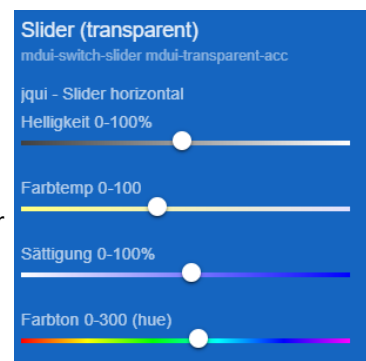 Slider (transparent)
mdui-switch-slider mdui-transparent-acc
jqui - Slider horizontal
Helligkeit 0-100%
Farbtemp 0-100
r
Sättigung 0-100%
Farbton 0-300 (hue)